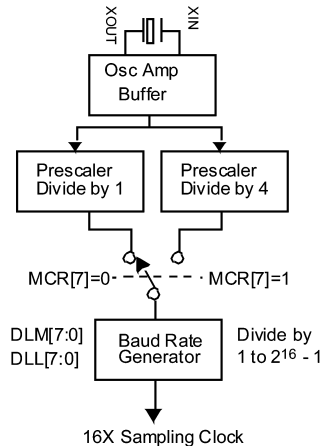 XOUT
XIN
Osc Amp
Buffer
Prescaler
Divide by 1
Prescaler
Divide by 4
MCR[7]=0
MCR[7]=1
DLM[7:0]
DLL[7:0]
Baud Rate
Generator
Divide by
1 to 2¹⁶ - 1
16X Sampling Clock